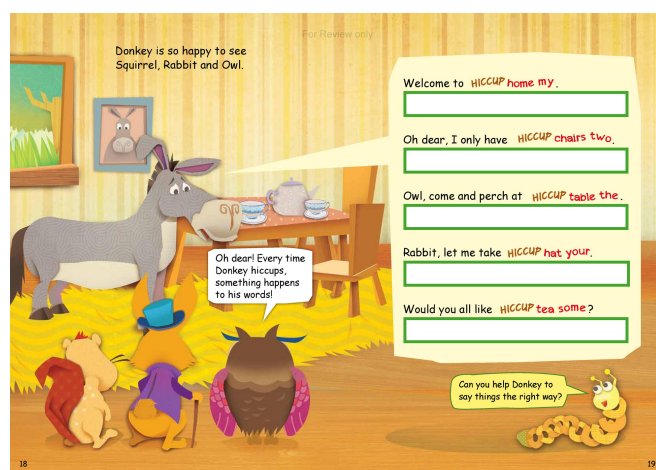 For Review only
Donkey is so happy to see
Squirrel, Rabbit and Owl.
Welcome to HICCUP home my.
Oh dear, I only have HICCUP chairs two.
Owl, come and perch at HICCUP table the.
Rabbit, let me take HICCUP hat your.
Would you all like HICCUP tea some?
Oh dear! Every time
Donkey hiccups,
something happens
to his words!
Can you help Donkey to
say things the right way?
18
19